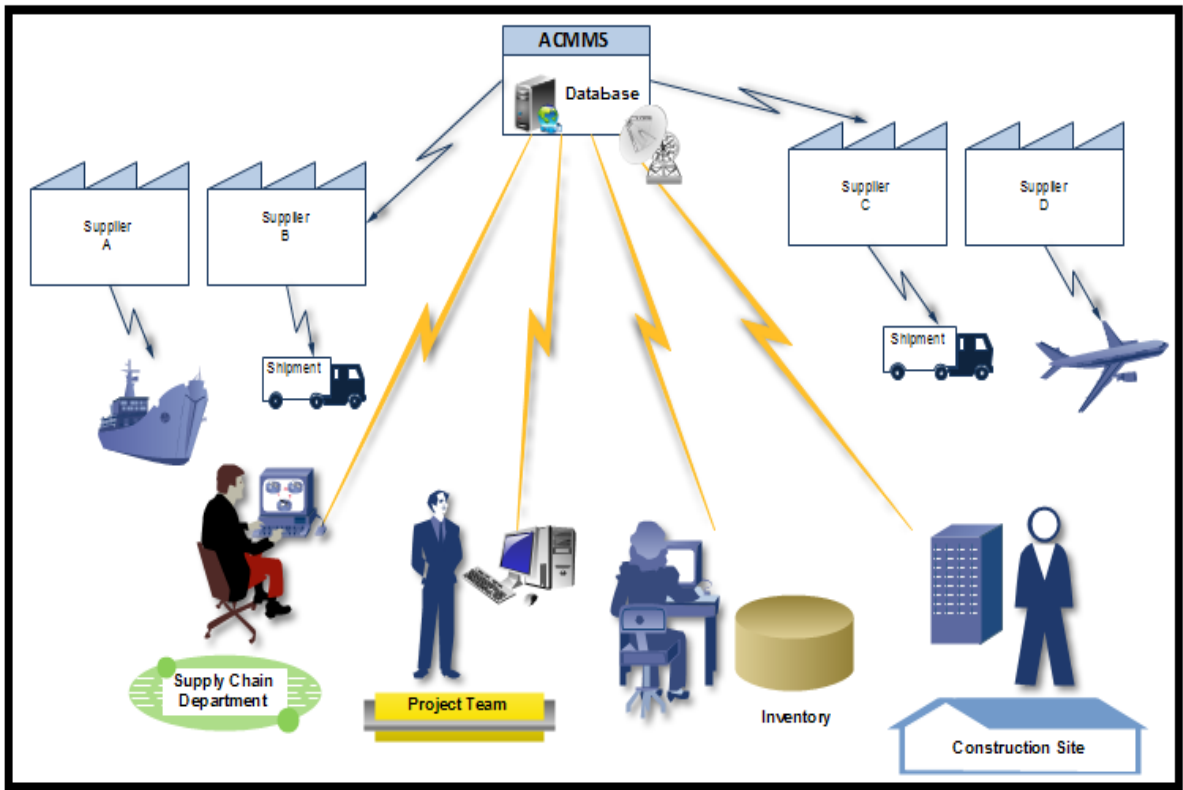 ACMMS
Database
Supplier
A
Supplier
B
Supplier
C
Supplier
D
Shipment
Shipment
Supply Chain
Department
Project Team
Inventory
Construction Site